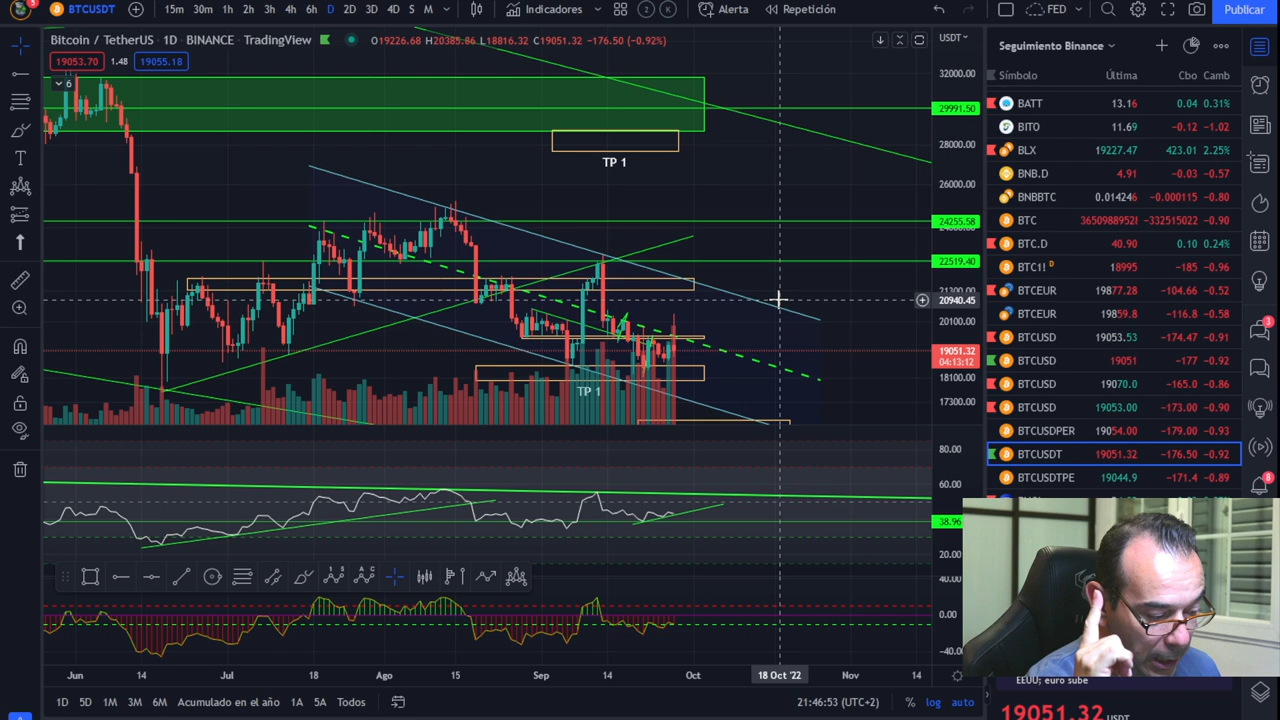 5
BTCUSDT 15m 30m 1h 2h 3h 4h 6h D 2D 3D 4D S M Indicadores 2 K Alerta Repetición FED Publicar
Bitcoin / TetherUS · 1D · BINANCE · TradingView O19226.68 H20385.86 L18816.32 C19051.32 −176.50 (−0.92%) USDT
19053.70 1.48 19055.18
6
32000.00
29991.50
28000.00
TP 1
26000.00
24255.58
22519.40
20940.45
20100.00
19051.32
04:13:12
18100.00
TP 1
17300.00
80.00
60.00
38.96
20.00
40.00
0.00
−40.00
Jun 14 Jul 18 Ago 15 Sep 14 Oct 18 Oct '22 Nov 14
1D 5D 1M 3M 6M Acumulado en el año 1A 5A Todos 21:46:53 (UTC+2) % log auto
Seguimiento Binance
Símbolo Última Cbo Camb
BATT 13.16 0.04 0.31%
BITO 11.69 −0.12 −1.02
BLX 19227.47 423.01 2.25%
BNB.D 4.91 −0.03 −0.57
BNBBTC 0.014246 −0.000115 −0.80
BTC 36509889521 −332515022 −0.90
BTC.D 40.90 0.10 0.24%
BTC1! D 18995 −185 −0.96
BTCEUR 19877.28 −104.66 −0.52
BTCEUR 19859.8 −116.8 −0.58
BTCUSD 19053.53 −174.47 −0.91
BTCUSD 19051 −177 −0.92
BTCUSD 19070.0 −165.0 −0.86
BTCUSD 19053.00 −173.00 −0.90
BTCUSDPER 19054.00 −179.00 −0.93
BTCUSDT 19051.32 −176.50 −0.92
BTCUSDTPE 19044.9 −171.4 −0.89
3
8
EEUU; euro sube
19051.32 USDT